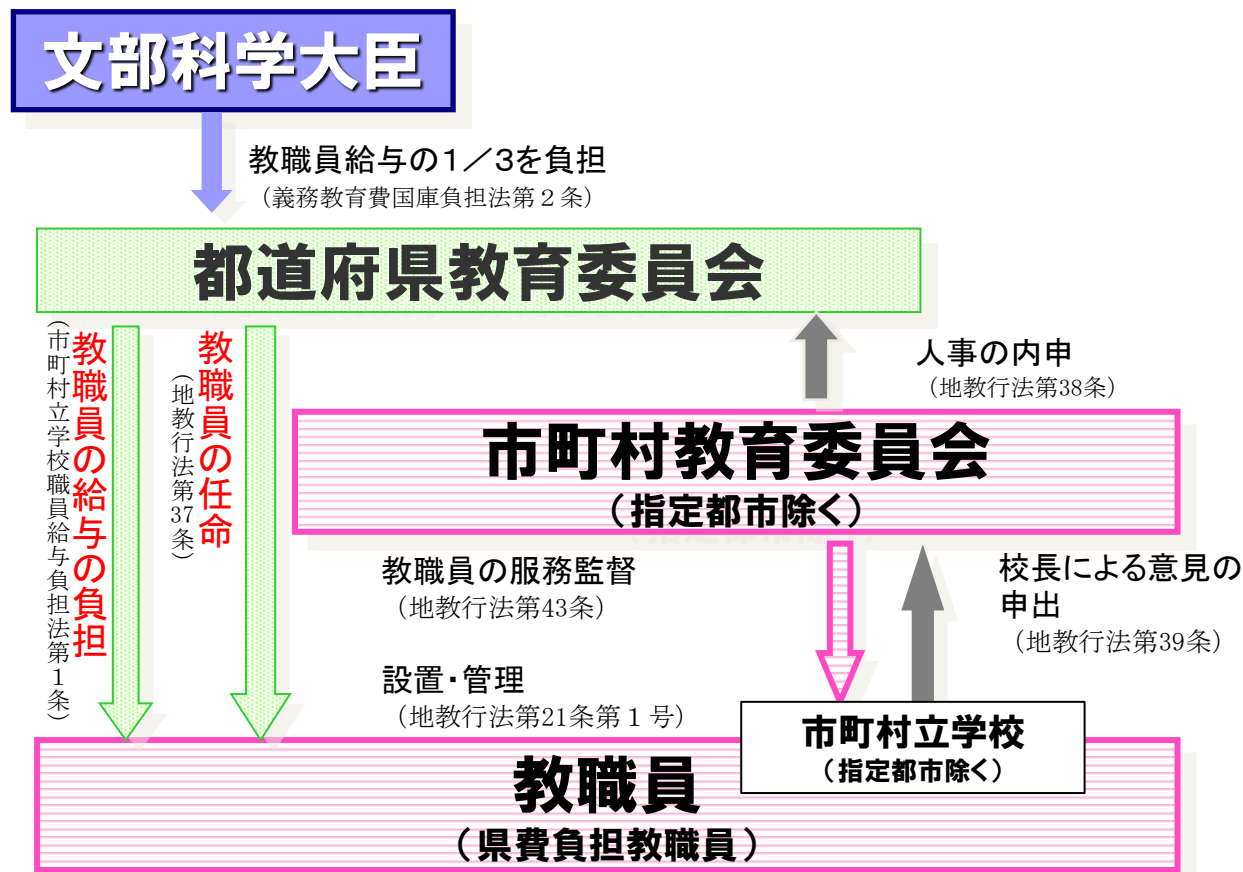 文部科学大臣
教職員給与の1／3を負担
（義務教育費国庫負担法第２条）
都道府県教育委員会
教職員の給与の負担
（市町村立学校職員給与負担法第１条）
教職員の任命
（地教行法第37条）
人事の内申
（地教行法第38条）
市町村教育委員会
（指定都市除く）
教職員の服務監督
（地教行法第43条）
校長による意見の
申出
（地教行法第39条）
設置・管理
（地教行法第21条第１号）
市町村立学校
（指定都市除く）
教職員
（県費負担教職員）